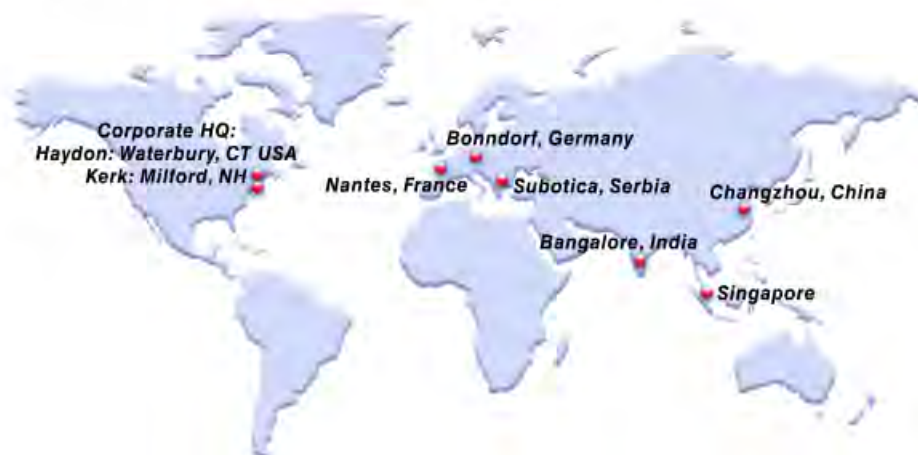 Corporate HQ:
Haydon: Waterbury, CT USA
Kerk: Milford, NH
Bonndorf, Germany
Nantes, France
Subotica, Serbia
Changzhou, China
Bangalore, India
Singapore